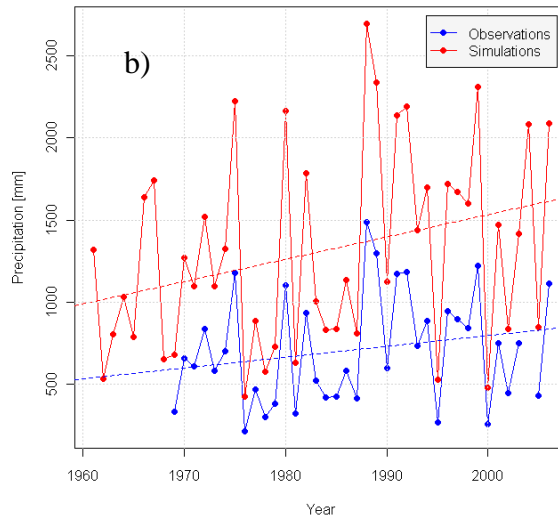 b)
Observations
Simulations
Precipitation [mm]
2500
2000
1500
1000
500
1960 1970 1980 1990 2000
Year